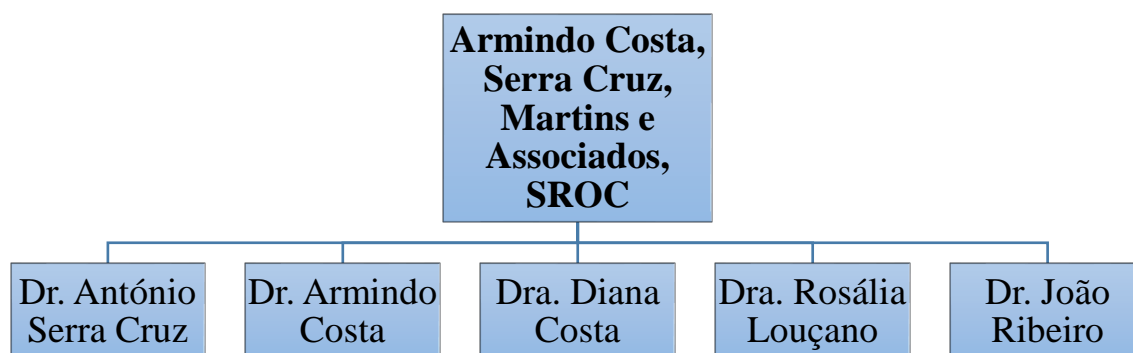 Armindo Costa,
Serra Cruz,
Martins e
Associados,
SROC
Dr. António
Serra Cruz
Dr. Armindo
Costa
Dra. Diana
Costa
Dra. Rosália
Louçano
Dr. João
Ribeiro